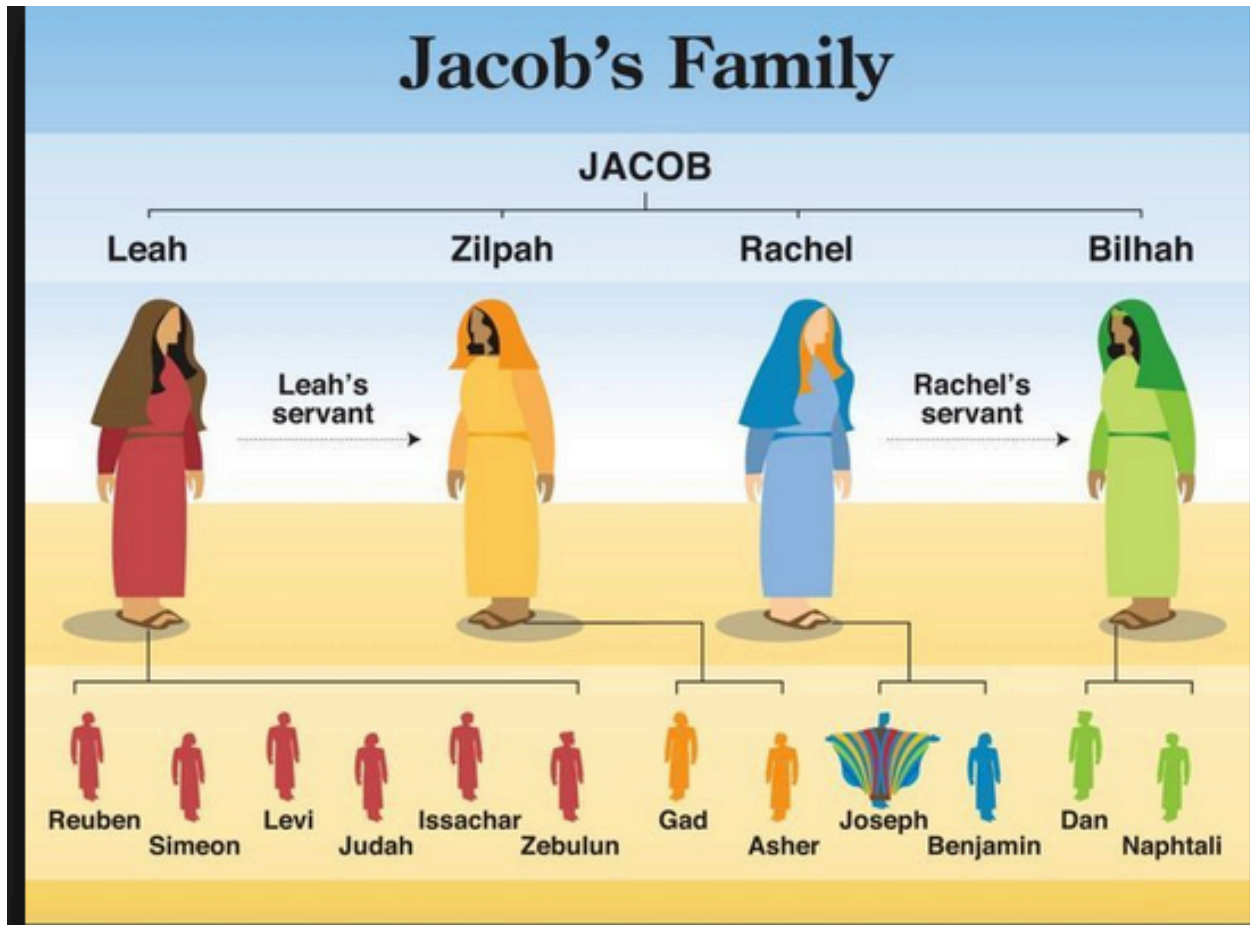 Jacob's Family
JACOB
Leah
Zilpah
Rachel
Bilhah
Leah's
servant
Rachel's
servant
Reuben
Simeon
Levi
Judah
Issachar
Zebulun
Gad
Asher
Joseph
Benjamin
Dan
Naphtali